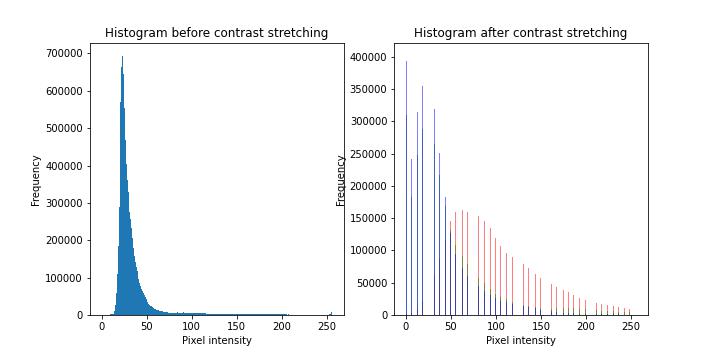 Histogram before contrast stretching
Histogram after contrast stretching
700000
600000
500000
400000
300000
200000
100000
0
Frequency
0 50 100 150 200 250
Pixel intensity
400000
350000
300000
250000
200000
150000
100000
50000
0
Frequency
0 50 100 150 200 250
Pixel intensity